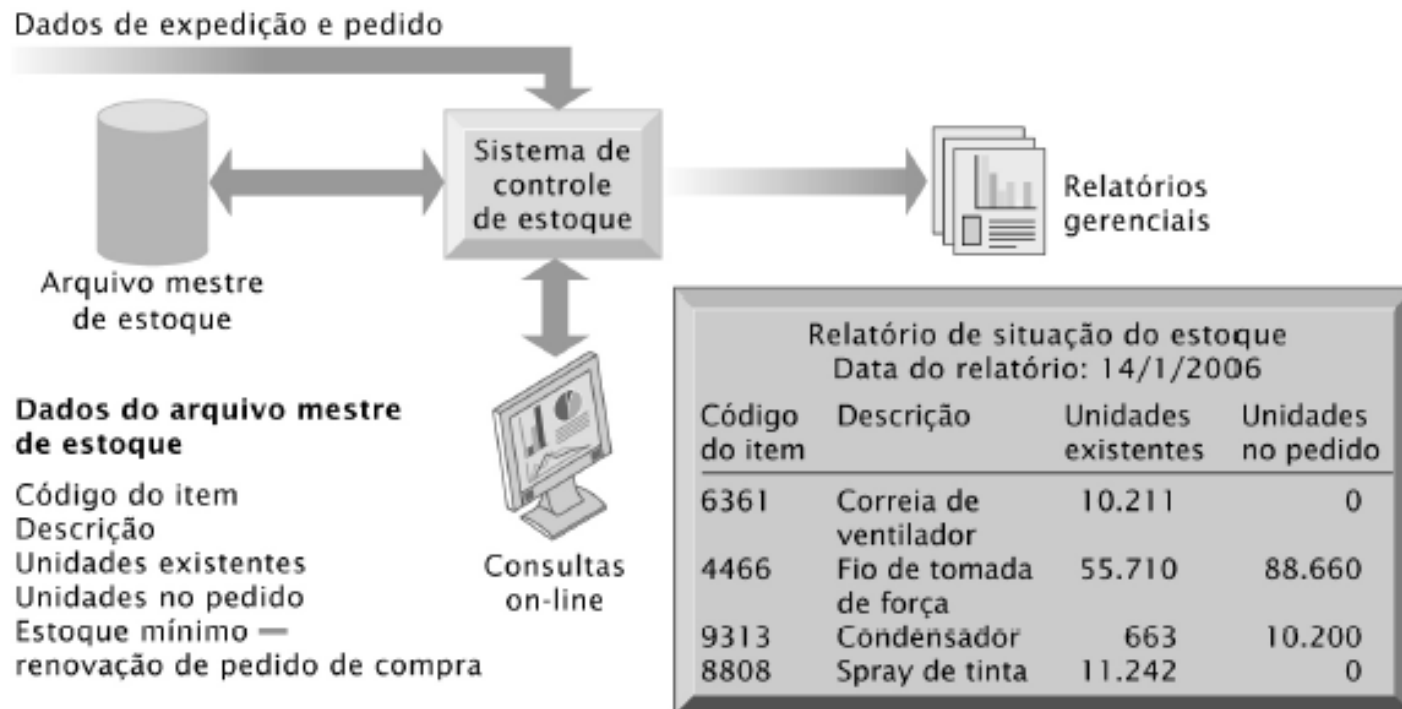 Dados de expedição e pedido
Sistema de
controle
de estoque
Relatórios
gerenciais
Arquivo mestre
de estoque
Dados do arquivo mestre
de estoque
Código do item
Descrição
Unidades existentes
Unidades no pedido
Estoque mínimo —
renovação de pedido de compra
Consultas
on-line
Relatório de situação do estoque
Data do relatório: 14/1/2006
Código Descrição Unidades Unidades
do item existentes no pedido
6361 Correia de 10.211 0
ventilador
4466 Fio de tomada 55.710 88.660
de força
9313 Condensador 663 10.200
8808 Spray de tinta 11.242 0